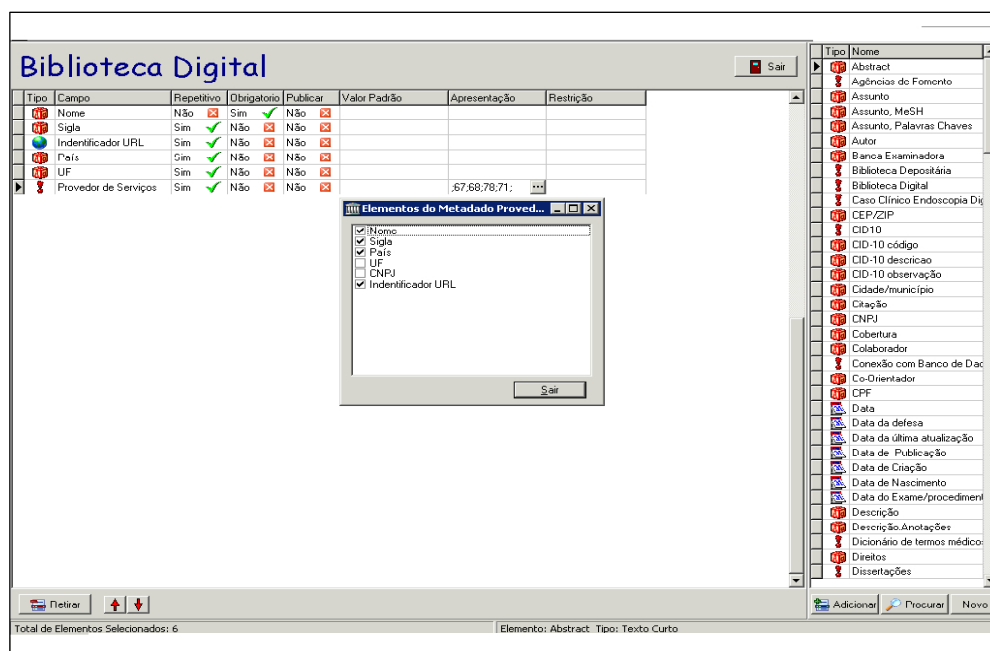 Biblioteca Digital
Sair
Tipo Campo Repetitivo Obrigatorio Publicar Valor Padrão Apresentação Restrição
Nome Não Sim Não
Sigla Sim Não Não
Indentificador URL Sim Não Não
País Sim Não Não
UF Sim Não Não
Provedor de Serviços Sim Não Não ;67;68;78;71; ...
Elementos do Metadado Proved...
Nome
Sigla
País
UF
CNPJ
Indentificador URL
Sair
Retirar
Total de Elementos Selecionados: 6
Elemento: Abstract Tipo: Texto Curto
Tipo Nome
Abstract
Agências de Fomento
Assunto
Assunto, MeSH
Assunto, Palavras Chaves
Autor
Banca Examinadora
Biblioteca Depositária
Biblioteca Digital
Caso Clínico Endoscopia Dig
CEP/ZIP
CID10
CID-10 código
CID-10 descricao
CID-10 observação
Cidade/município
Citação
CNPJ
Cobertura
Colaborador
Conexão com Banco de Dad
Co-Orientador
CPF
Data
Data da defesa
Data da última atualização
Data de Publicação
Data de Criação
Data de Nascimento
Data do Exame/procediment
Descrição
Descrição.Anotações
Dicionário de termos médicos
Direitos
Dissertações
Adicionar Procurar Novo